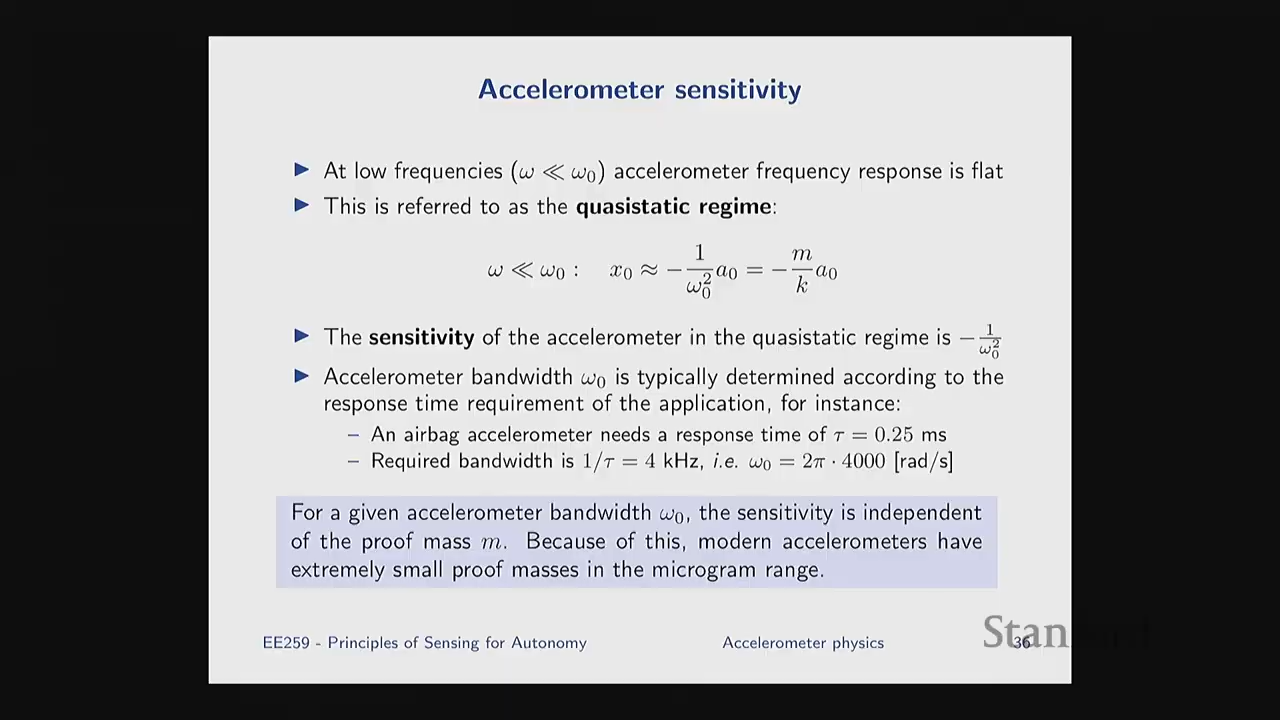 Accelerometer sensitivity
▶ At low frequencies (ω ≪ ω₀) accelerometer frequency response is flat
▶ This is referred to as the quasistatic regime:
ω ≪ ω₀ : x₀ ≈ −1/ω₀² a₀ = −m/k a₀
▶ The sensitivity of the accelerometer in the quasistatic regime is −1/ω₀²
▶ Accelerometer bandwidth ω₀ is typically determined according to the
response time requirement of the application, for instance:
– An airbag accelerometer needs a response time of τ = 0.25 ms
– Required bandwidth is 1/τ = 4 kHz, i.e. ω₀ = 2π · 4000 [rad/s]
For a given accelerometer bandwidth ω₀, the sensitivity is independent
of the proof mass m. Because of this, modern accelerometers have
extremely small proof masses in the microgram range.
EE259 - Principles of Sensing for Autonomy
Accelerometer physics
36
Stanford